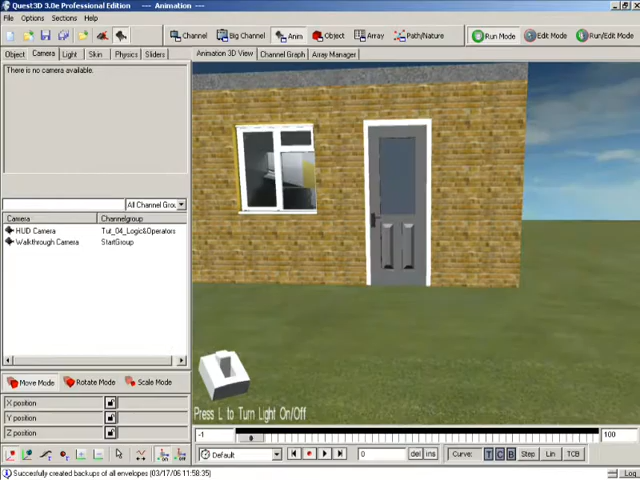 Quest3D 3.0e Professional Edition --- Animation ---
File Options Sections Help
Channel Big Channel Anim Object Array Path/Nature Run Mode Edit Mode Run/Edit Mode
Object Camera Light Skin Physics Sliders Animation 3D View Channel Graph Array Manager
There is no camera available.
All Channel Gro
Camera Channelgroup
HUD Camera Tut_04_Logic&Operators
Walkthrough Camera StartGroup
Move Mode Rotate Mode Scale Mode
X position
Y position
Z position
Press L to Turn Light On/Off
-1 100
Default 0 del ins Curve: T C B Step Lin TCB
Succesfully created backups of all envelopes (03/17/06 11:58:35) Log